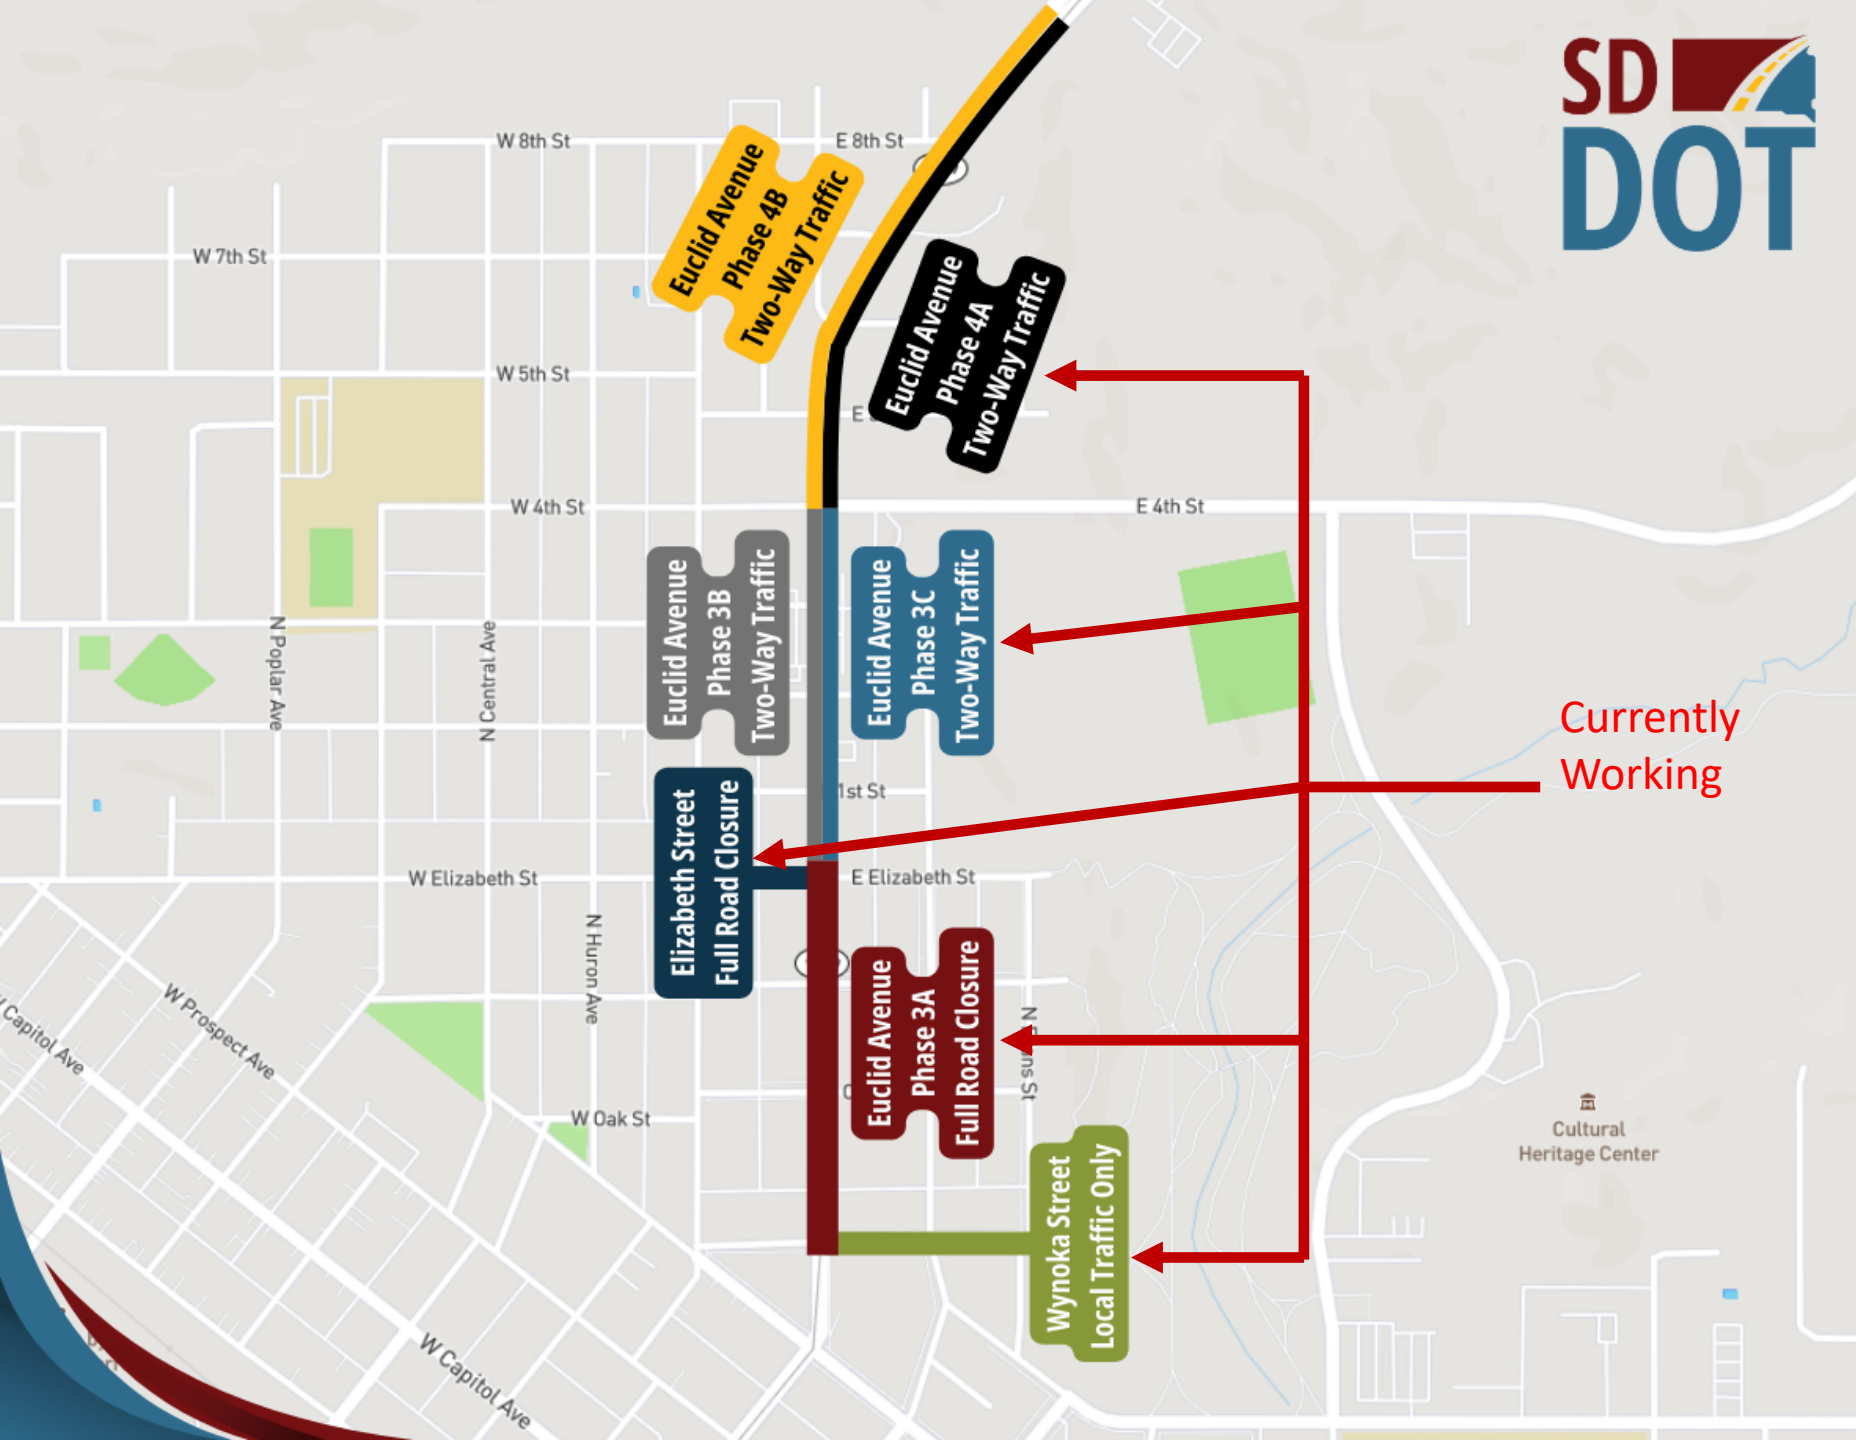 SD
DOT
W 8th St
E 8th St
W 7th St
Euclid Avenue
Phase 4B
Two-Way Traffic
Euclid Avenue
Phase 4A
Two-Way Traffic
W 5th St
E
W 4th St
E 4th St
Euclid Avenue
Phase 3B
Two-Way Traffic
Euclid Avenue
Phase 3C
Two-Way Traffic
N Poplar Ave
N Central Ave
Currently
Working
1st St
Elizabeth Street
Full Road Closure
W Elizabeth St
E Elizabeth St
N Huron Ave
Euclid Avenue
Phase 3A
Full Road Closure
W Prospect Ave
Capitol Ave
W Oak St
Cultural
Heritage Center
Wynoka Street
Local Traffic Only
W Capitol Ave